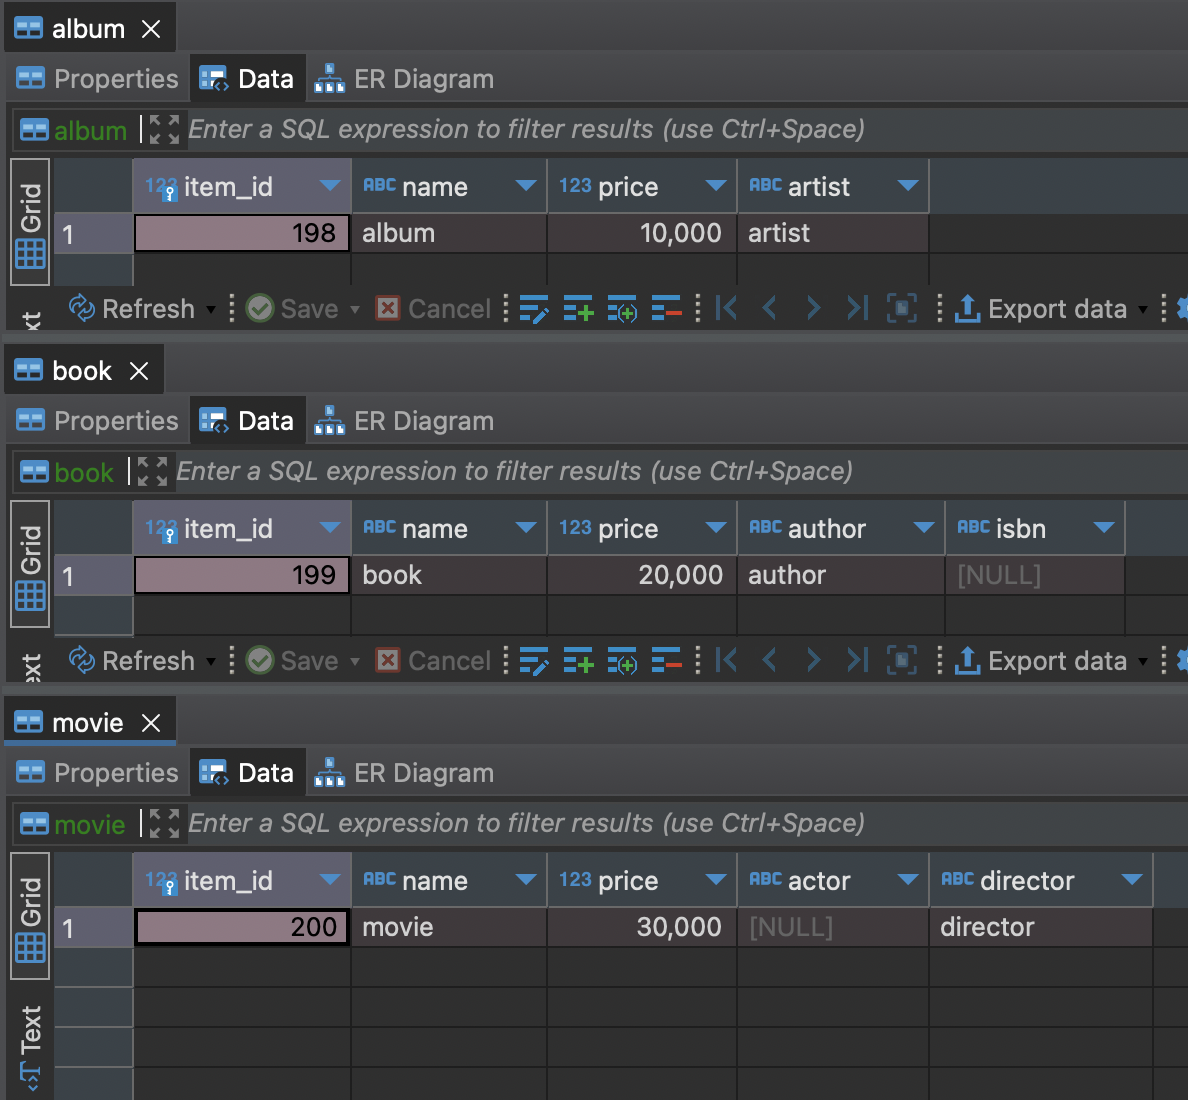 album
Properties Data ER Diagram
album Enter a SQL expression to filter results (use Ctrl+Space)
Grid
123 item_id ABC name 123 price ABC artist
1 198 album 10,000 artist
Refresh Save Cancel Export data
xt
book
Properties Data ER Diagram
book Enter a SQL expression to filter results (use Ctrl+Space)
Grid
123 item_id ABC name 123 price ABC author ABC isbn
1 199 book 20,000 author [NULL]
Refresh Save Cancel Export data
ext
movie
Properties Data ER Diagram
movie Enter a SQL expression to filter results (use Ctrl+Space)
Grid
123 item_id ABC name 123 price ABC actor ABC director
1 200 movie 30,000 [NULL] director
Text